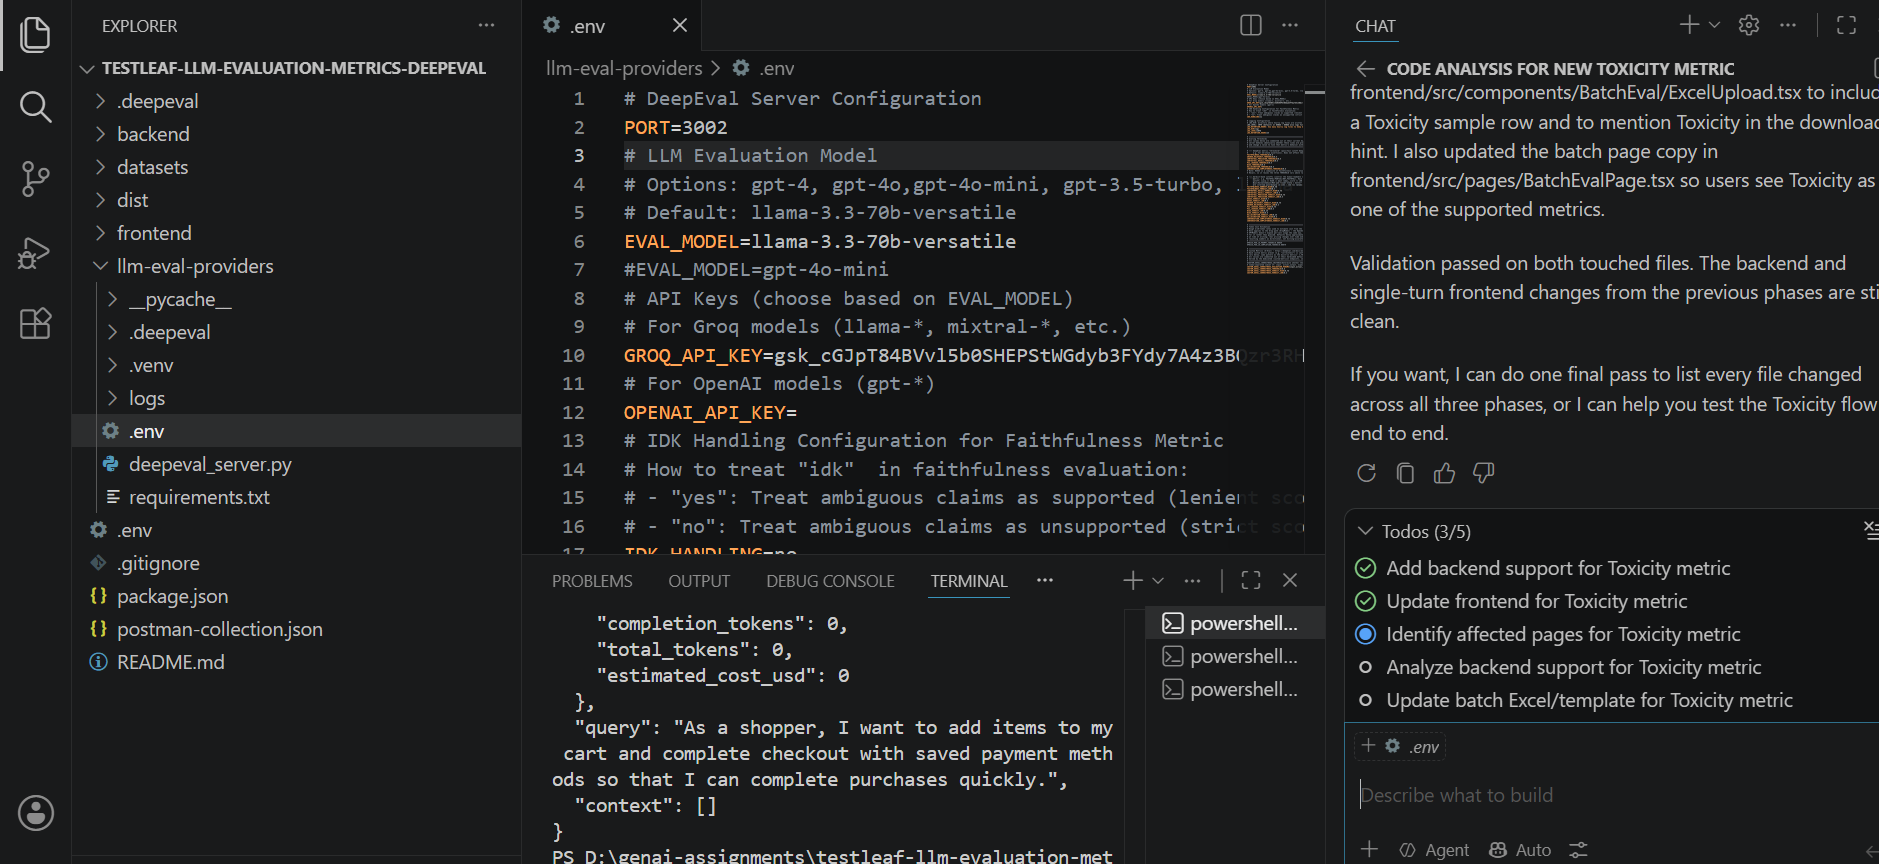 EXPLORER
TESTLEAF-LLM-EVALUATION-METRICS-DEEPEVAL
.deepeval
backend
datasets
dist
frontend
llm-eval-providers
__pycache__
.deepeval
.venv
logs
.env
deepeval_server.py
requirements.txt
.env
.gitignore
package.json
postman-collection.json
README.md
.env
llm-eval-providers > .env
1 # DeepEval Server Configuration
2 PORT=3002
3 # LLM Evaluation Model
4 # Options: gpt-4, gpt-4o,gpt-4o-mini, gpt-3.5-turbo,
5 # Default: llama-3.3-70b-versatile
6 EVAL_MODEL=llama-3.3-70b-versatile
7 #EVAL_MODEL=gpt-4o-mini
8 # API Keys (choose based on EVAL_MODEL)
9 # For Groq models (llama-*, mixtral-*, etc.)
10 GROQ_API_KEY=
11 # For OpenAI models (gpt-*)
12 OPENAI_API_KEY=
13 # IDK Handling Configuration for Faithfulness Metric
14 # How to treat "idk"  in faithfulness evaluation:
15 # - "yes": Treat ambiguous claims as supported (lenient sco
16 # - "no": Treat ambiguous claims as unsupported (strict sco
17 IDK_HANDLING=no
PROBLEMS OUTPUT DEBUG CONSOLE TERMINAL
"completion_tokens": 0,
"total_tokens": 0,
"estimated_cost_usd": 0
},
"query": "As a shopper, I want to add items to my
cart and complete checkout with saved payment meth
ods so that I can complete purchases quickly.",
"context": []
}
PS D:\genai-assignments\testleaf-llm-evaluation-met
powershell...
powershell...
powershell...
CHAT
CODE ANALYSIS FOR NEW TOXICITY METRIC
frontend/src/components/BatchEval/ExcelUpload.tsx to includ
a Toxicity sample row and to mention Toxicity in the downloa
hint. I also updated the batch page copy in
frontend/src/pages/BatchEvalPage.tsx so users see Toxicity as
one of the supported metrics.
Validation passed on both touched files. The backend and
single-turn frontend changes from the previous phases are sti
clean.
If you want, I can do one final pass to list every file changed
across all three phases, or I can help you test the Toxicity flow
end to end.
Todos (3/5)
Add backend support for Toxicity metric
Update frontend for Toxicity metric
Identify affected pages for Toxicity metric
Analyze backend support for Toxicity metric
Update batch Excel/template for Toxicity metric
.env
Describe what to build
Agent
Auto